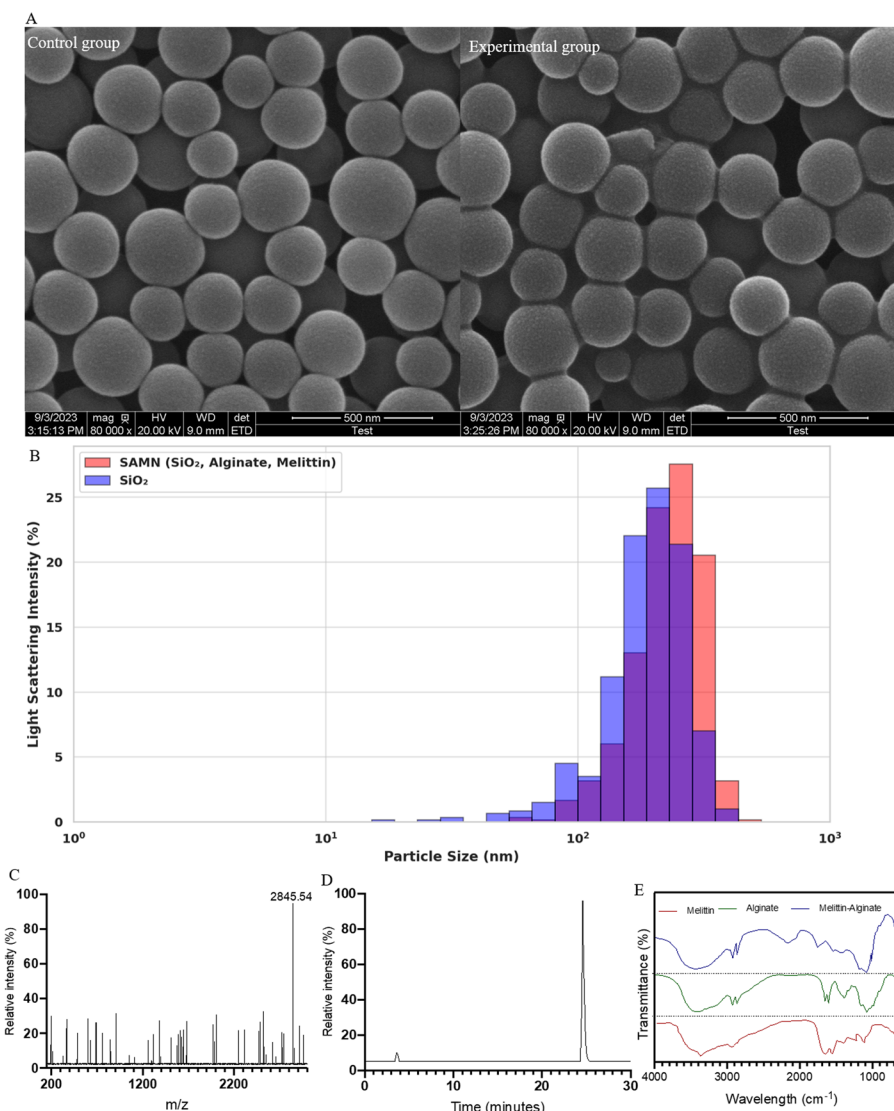 A
Control group
Experimental group
9/3/2023 mag HV WD det 500 nm
3:15:13 PM 80 000 x 20.00 kV 9.0 mm ETD Test
9/3/2023 mag HV WD det 500 nm
3:25:26 PM 80 000 x 20.00 kV 9.0 mm ETD Test
B
SAMN (SiO₂, Alginate, Melittin)
SiO₂
Light Scattering Intensity (%)
25
20
15
10
5
0
10⁰ 10¹ 10² 10³
Particle Size (nm)
C
2845.54
Relative intensity (%)
100
80
60
40
20
0
200 1200 2200
m/z
D
Relative intensity (%)
100
80
60
40
20
0
0 10 20 30
Time (minutes)
E
Melittin Alginate Melittin-Alginate
Transmittance (%)
4000 3000 2000 1000
Wavelength (cm⁻¹)